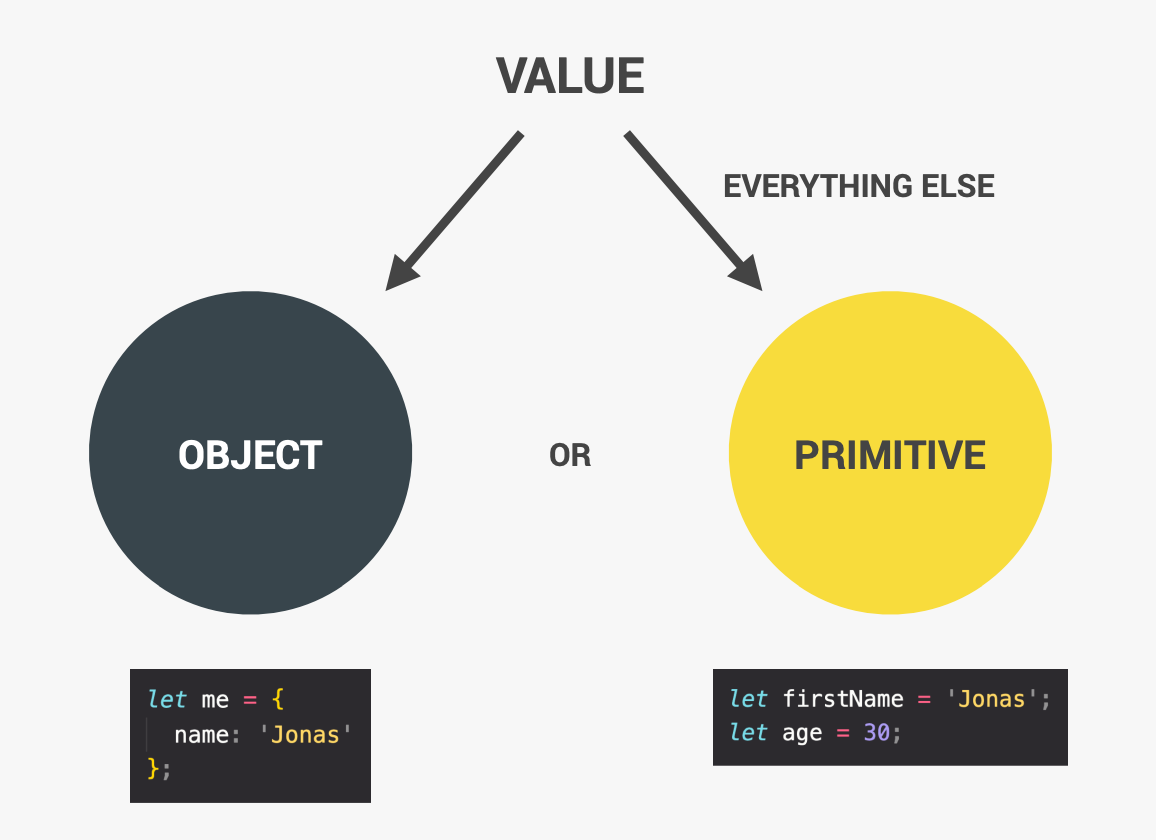 VALUE
EVERYTHING ELSE
OBJECT
OR
PRIMITIVE
let me = {
  name: 'Jonas'
};
let firstName = 'Jonas';
let age = 30;